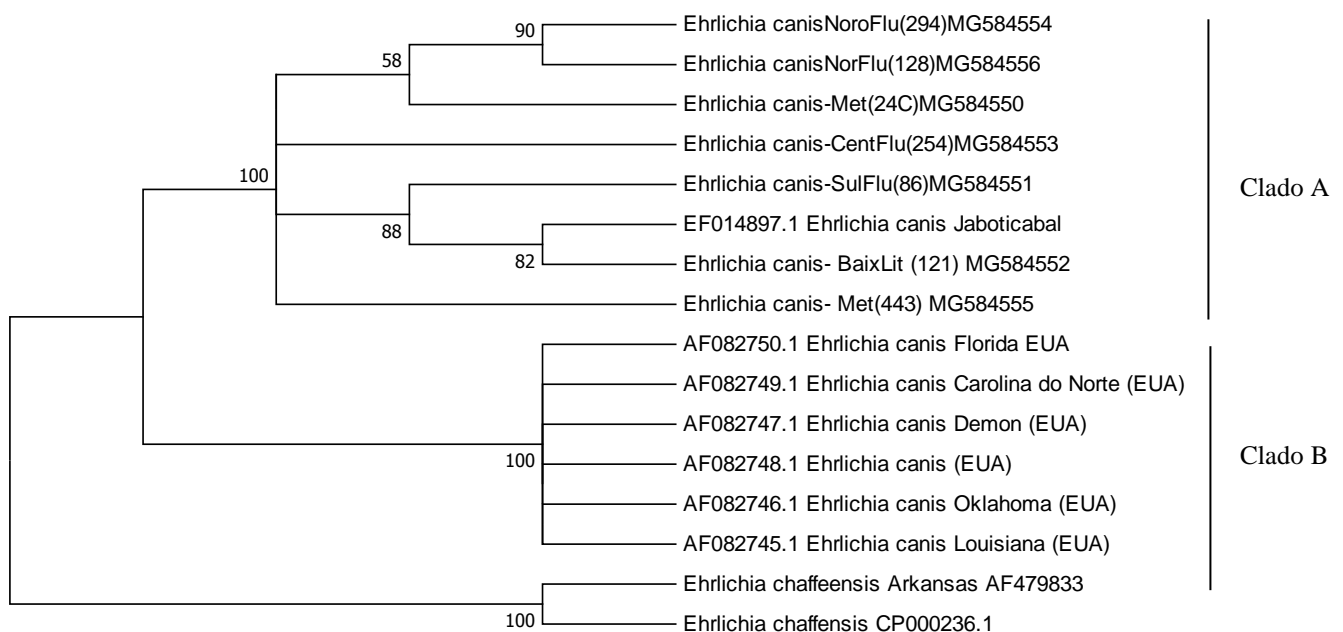 Ehrlichia canisNoroFlu(294)MG584554
90
Ehrlichia canisNorFlu(128)MG584556
58
Ehrlichia canis-Met(24C)MG584550
Ehrlichia canis-CentFlu(254)MG584553
100
Ehrlichia canis-SulFlu(86)MG584551
Clado A
EF014897.1 Ehrlichia canis Jaboticabal
88
Ehrlichia canis- BaixLit (121) MG584552
82
Ehrlichia canis- Met(443) MG584555
AF082750.1 Ehrlichia canis Florida EUA
AF082749.1 Ehrlichia canis Carolina do Norte (EUA)
AF082747.1 Ehrlichia canis Demon (EUA)
Clado B
100
AF082748.1 Ehrlichia canis (EUA)
AF082746.1 Ehrlichia canis Oklahoma (EUA)
AF082745.1 Ehrlichia canis Louisiana (EUA)
Ehrlichia chaffeensis Arkansas AF479833
100
Ehrlichia chaffensis CP000236.1